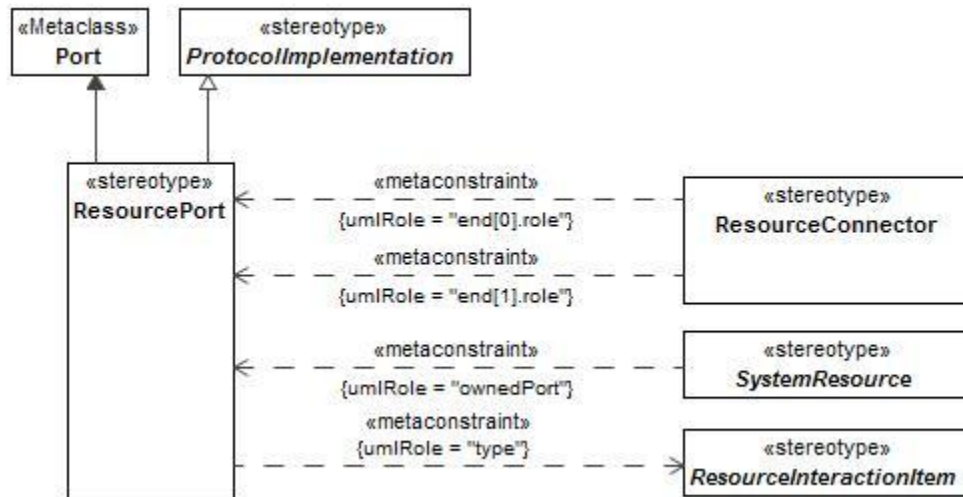 «Metaclass»
Port
«stereotype»
ProtocolImplementation
«stereotype»
ResourcePort
«metaconstraint»
{umlRole = "end[0].role"}
«metaconstraint»
{umlRole = "end[1].role"}
«stereotype»
ResourceConnector
«metaconstraint»
{umlRole = "ownedPort"}
«stereotype»
SystemResource
«metaconstraint»
{umlRole = "type"}
«stereotype»
ResourceInteractionItem